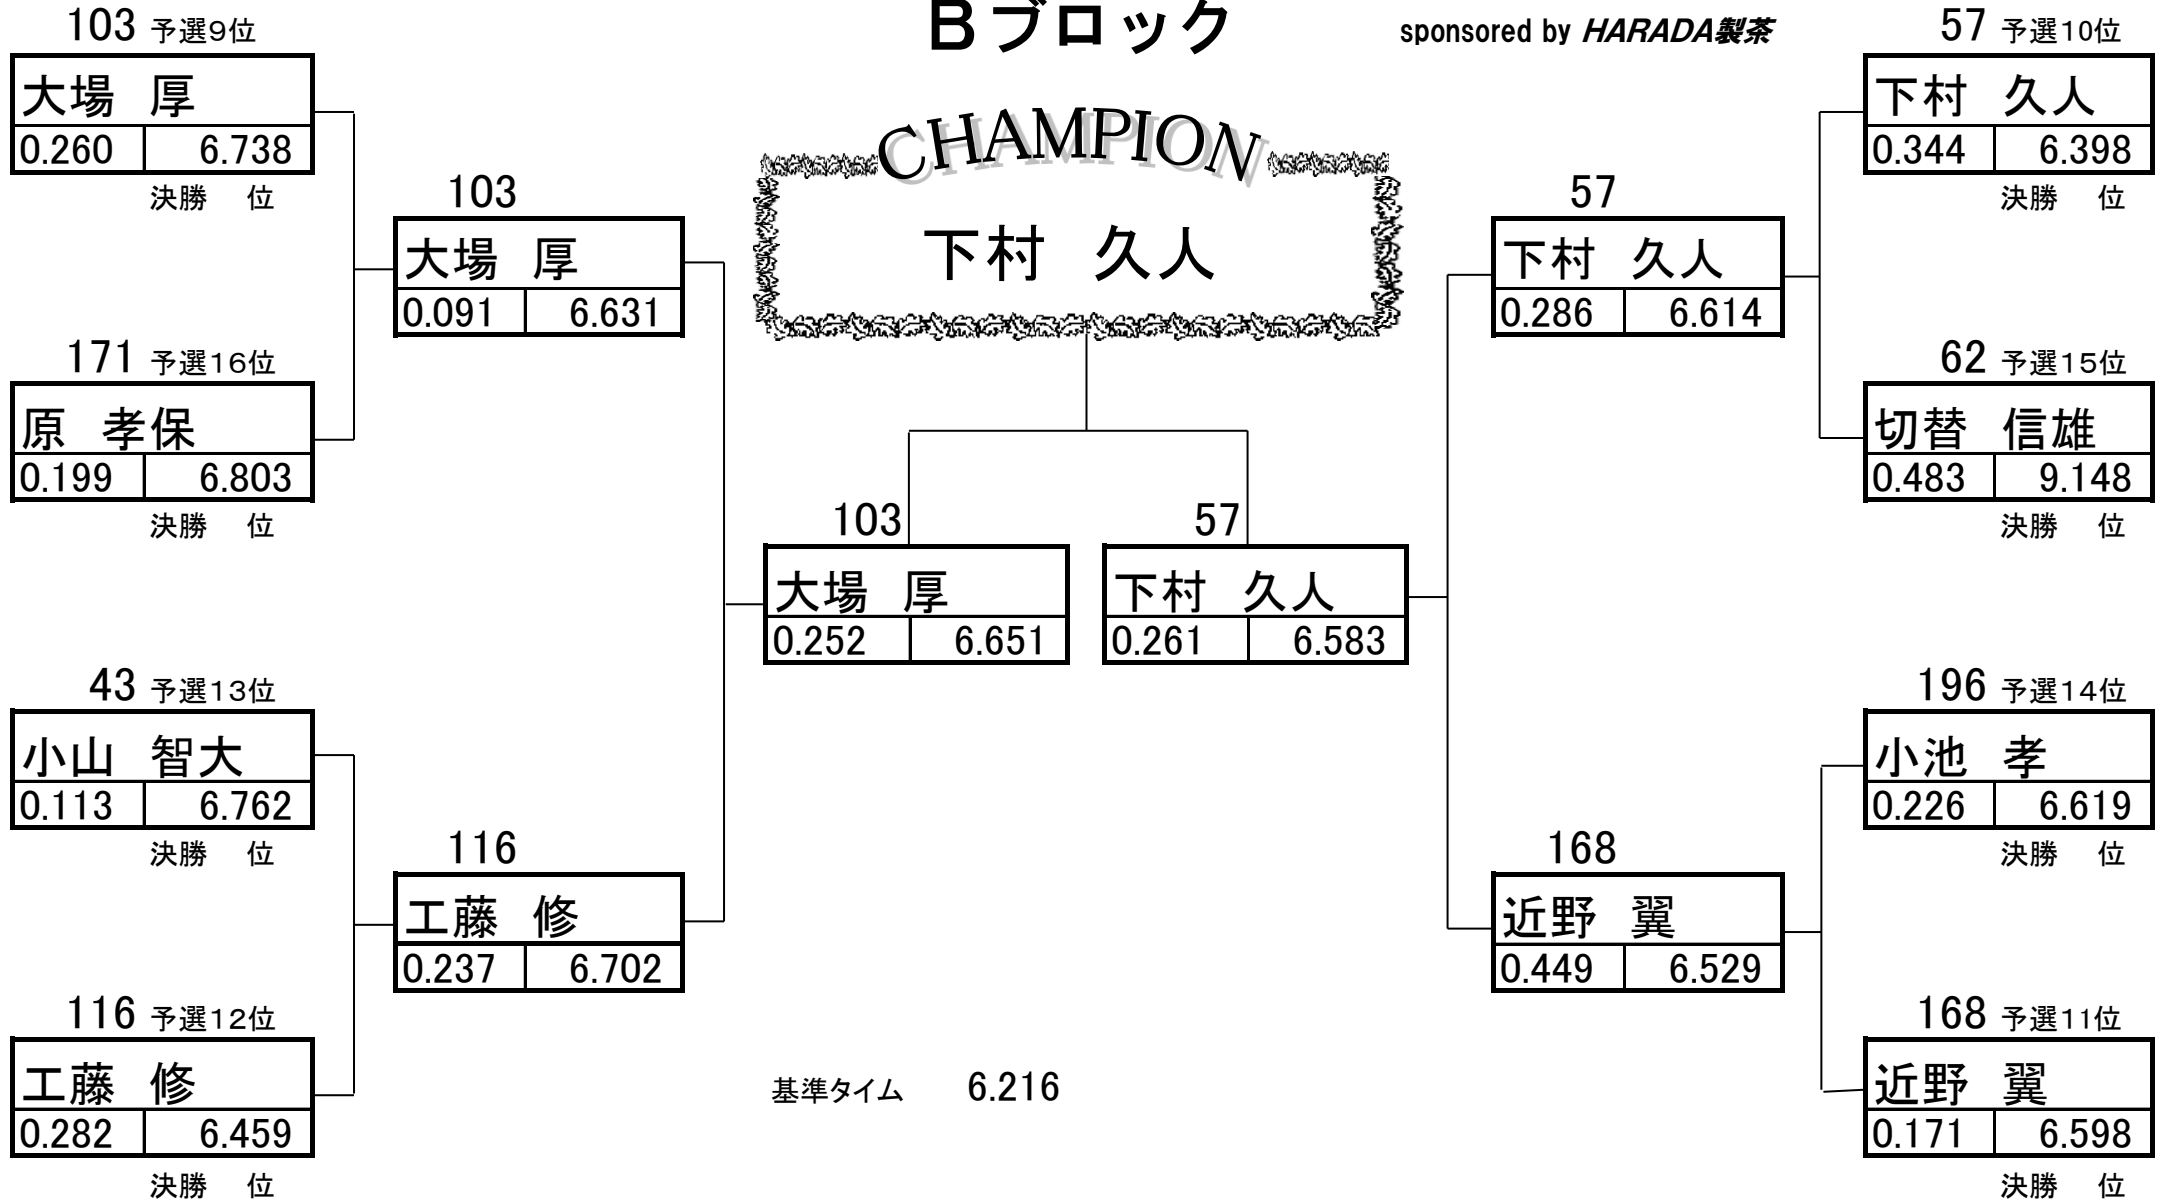 Ｂブロック
sponsored by HARADA製茶
103 予選９位
大場　厚
0.260 6.738
決勝　位
171 予選１６位
原　孝保
0.199 6.803
決勝　位
43 予選１３位
小山　智大
0.113 6.762
決勝　位
116 予選１２位
工藤　修
0.282 6.459
決勝　位
103
大場　厚
0.091 6.631
116
工藤　修
0.237 6.702
CHAMPION
下村　久人
103
大場　厚
0.252 6.651
57
下村　久人
0.261 6.583
基準タイム 6.216
57
下村　久人
0.286 6.614
168
近野　翼
0.449 6.529
57 予選10位
下村　久人
0.344 6.398
決勝　位
62 予選１５位
切替　信雄
0.483 9.148
決勝　位
196 予選１４位
小池　孝
0.226 6.619
決勝　位
168 予選11位
近野　翼
0.171 6.598
決勝　位